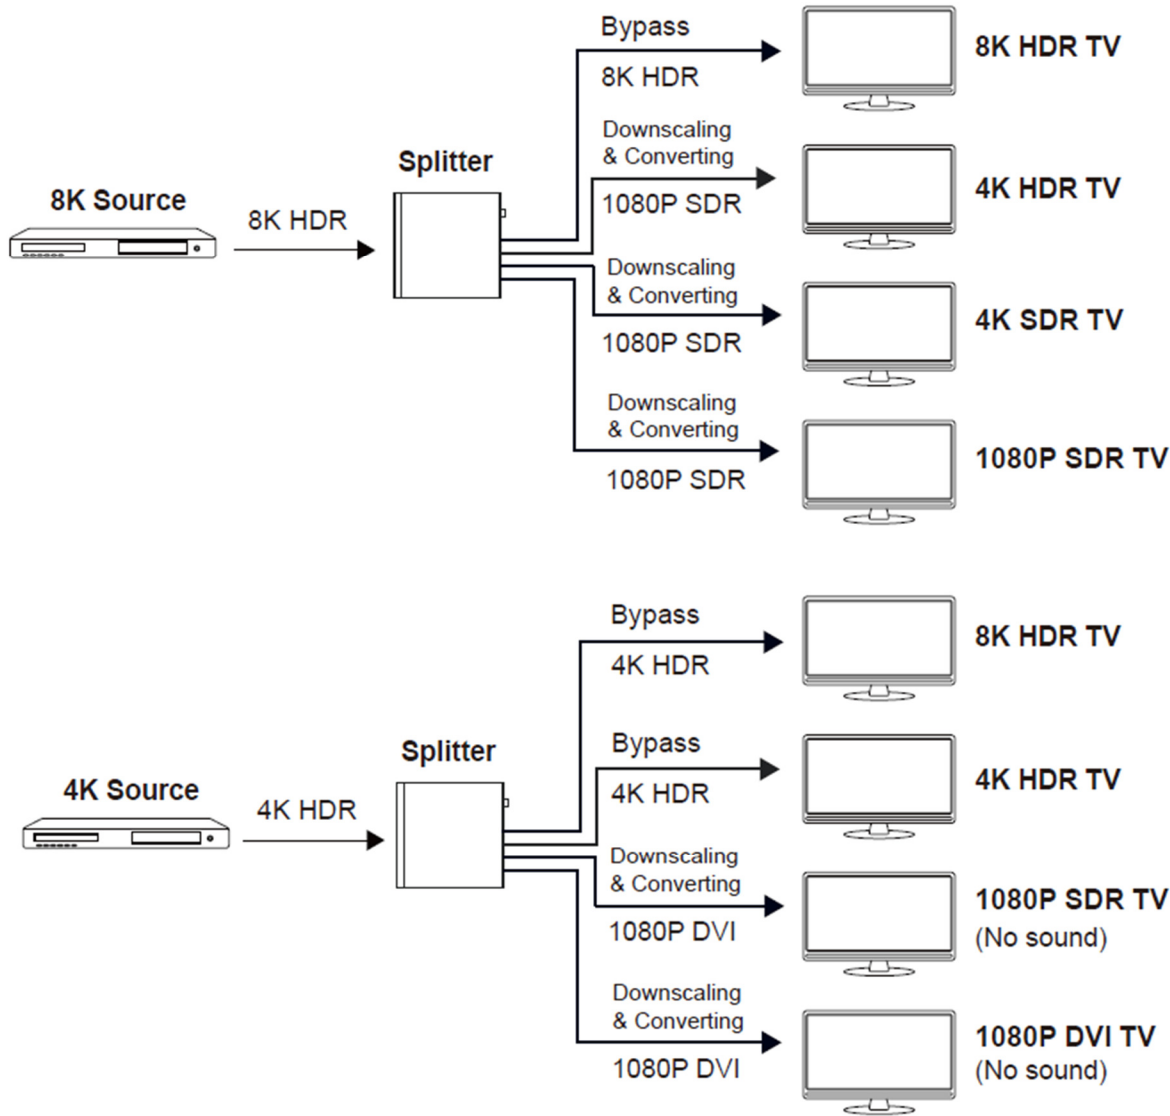 Bypass
8K HDR
8K HDR TV
Downscaling
& Converting
1080P SDR
4K HDR TV
Splitter
8K Source
8K HDR
Downscaling
& Converting
1080P SDR
4K SDR TV
Downscaling
& Converting
1080P SDR
1080P SDR TV
Bypass
4K HDR
8K HDR TV
Bypass
4K HDR
4K HDR TV
Splitter
4K Source
4K HDR
Downscaling
& Converting
1080P DVI
1080P SDR TV
(No sound)
Downscaling
& Converting
1080P DVI
1080P DVI TV
(No sound)